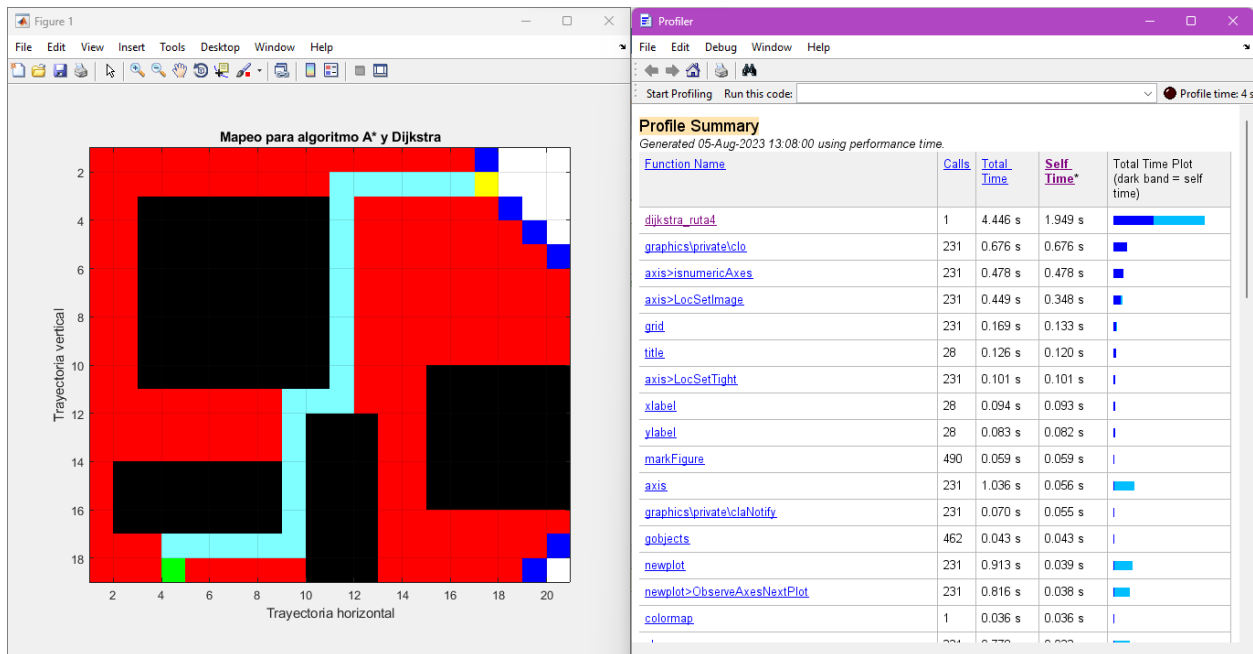 Figure 1
File Edit View Insert Tools Desktop Window Help
Mapeo para algoritmo A* y Dijkstra
2
4
6
8
10
12
14
16
18
Trayectoria vertical
2 4 6 8 10 12 14 16 18 20
Trayectoria horizontal
Profiler
File Edit Debug Window Help
Start Profiling Run this code: Profile time: 4 s
Profile Summary
Generated 05-Aug-2023 13:08:00 using performance time.
Function Name Calls Total Time Self Time* Total Time Plot (dark band = self time)
dijkstra_ruta4 1 4.446 s 1.949 s
graphics\private\clo 231 0.676 s 0.676 s
axis>isnumericAxes 231 0.478 s 0.478 s
axis>LocSetImage 231 0.449 s 0.348 s
grid 231 0.169 s 0.133 s
title 28 0.126 s 0.120 s
axis>LocSetTight 231 0.101 s 0.101 s
xlabel 28 0.094 s 0.093 s
ylabel 28 0.083 s 0.082 s
markFigure 490 0.059 s 0.059 s
axis 231 1.036 s 0.056 s
graphics\private\claNotify 231 0.070 s 0.055 s
gobjects 462 0.043 s 0.043 s
newplot 231 0.913 s 0.039 s
newplot>ObserveAxesNextPlot 231 0.816 s 0.038 s
colormap 1 0.036 s 0.036 s